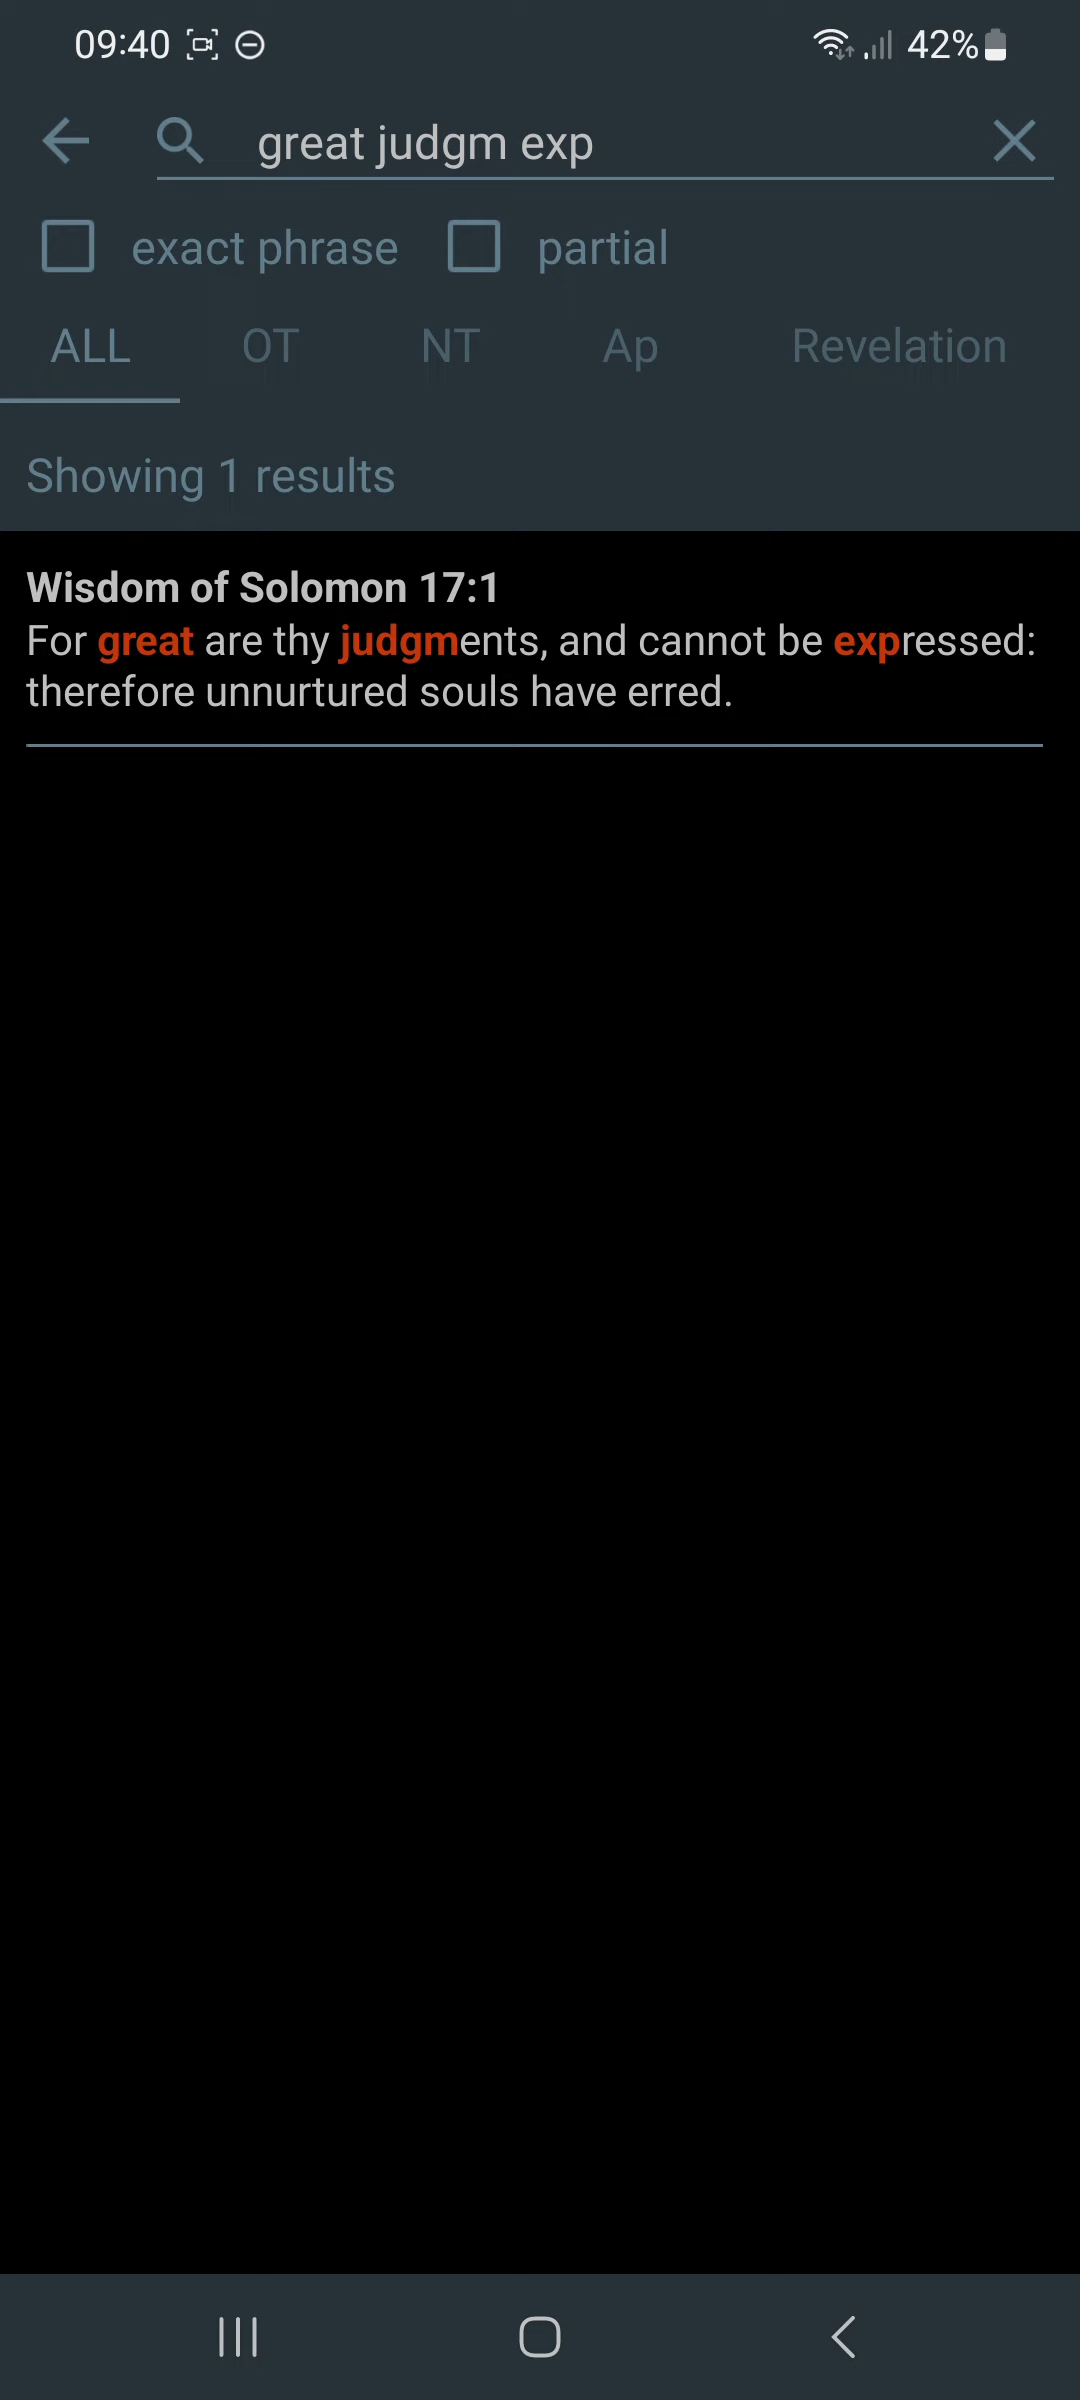 09:40 42%
great judgm exp
exact phrase partial
ALL OT NT Ap Revelation
Showing 1 results
Wisdom of Solomon 17:1
For great are thy judgments, and cannot be expressed:
therefore unnurtured souls have erred.